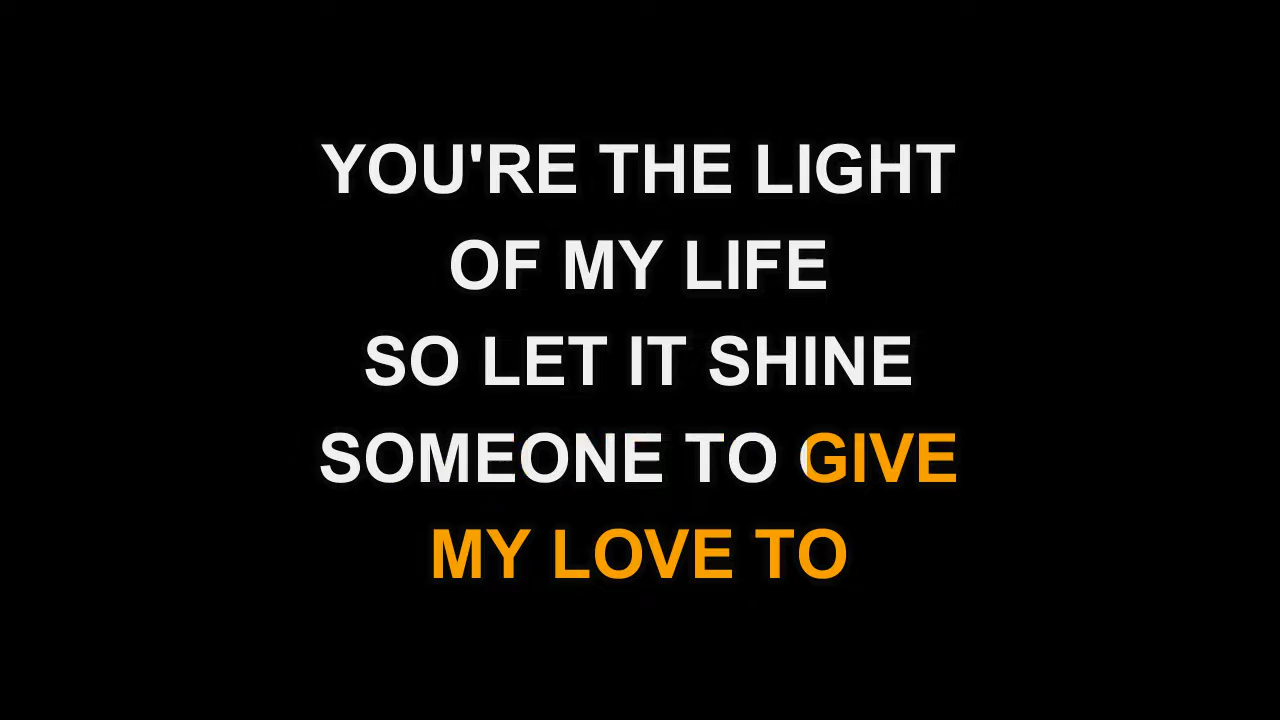 YOU'RE THE LIGHT
OF MY LIFE
SO LET IT SHINE
SOMEONE TO GIVE
MY LOVE TO